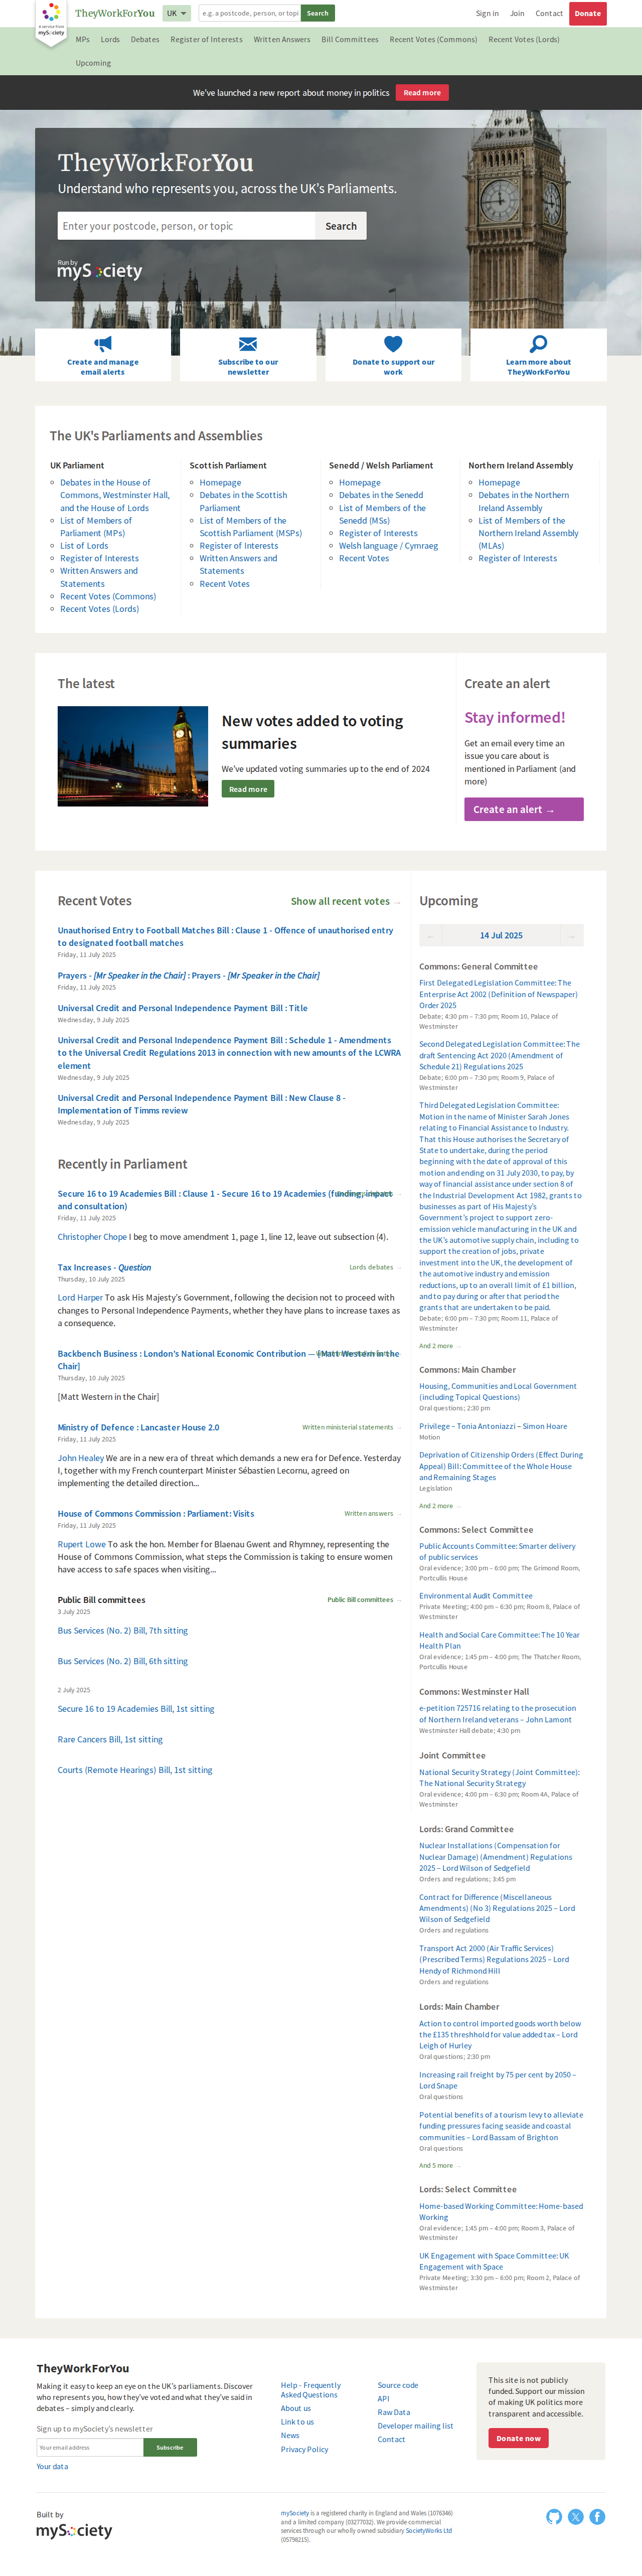 a service from
mySociety
TheyWorkForYou
UK
e.g. a postcode, person, or topi
Search
Sign in
Join
Contact
Donate
MPs
Lords
Debates
Register of Interests
Written Answers
Bill Committees
Recent Votes (Commons)
Recent Votes (Lords)
Upcoming
We've launched a new report about money in politics
Read more
TheyWorkForYou
Understand who represents you, across the UK's Parliaments.
Enter your postcode, person, or topic
Search
Run by
mySociety
Create and manage
email alerts
Subscribe to our
newsletter
Donate to support our
work
Learn more about
TheyWorkForYou
The UK's Parliaments and Assemblies
UK Parliament
Debates in the House of
Commons, Westminster Hall,
and the House of Lords
List of Members of
Parliament (MPs)
List of Lords
Register of Interests
Written Answers and
Statements
Recent Votes (Commons)
Recent Votes (Lords)
Scottish Parliament
Homepage
Debates in the Scottish
Parliament
List of Members of the
Scottish Parliament (MSPs)
Register of Interests
Written Answers and
Statements
Recent Votes
Senedd / Welsh Parliament
Homepage
Debates in the Senedd
List of Members of the
Senedd (MSs)
Register of Interests
Welsh language / Cymraeg
Recent Votes
Northern Ireland Assembly
Homepage
Debates in the Northern
Ireland Assembly
List of Members of the
Northern Ireland Assembly
(MLAs)
Register of Interests
The latest
New votes added to voting
summaries
We've updated voting summaries up to the end of 2024
Read more
Create an alert
Stay informed!
Get an email every time an
issue you care about is
mentioned in Parliament (and
more)
Create an alert →
Recent Votes
Show all recent votes →
Unauthorised Entry to Football Matches Bill : Clause 1 - Offence of unauthorised entry
to designated football matches
Friday, 11 July 2025
Prayers - [Mr Speaker in the Chair] : Prayers - [Mr Speaker in the Chair]
Friday, 11 July 2025
Universal Credit and Personal Independence Payment Bill : Title
Wednesday, 9 July 2025
Universal Credit and Personal Independence Payment Bill : Schedule 1 - Amendments
to the Universal Credit Regulations 2013 in connection with new amounts of the LCWRA
element
Wednesday, 9 July 2025
Universal Credit and Personal Independence Payment Bill : New Clause 8 -
Implementation of Timms review
Wednesday, 9 July 2025
Recently in Parliament
Secure 16 to 19 Academies Bill : Clause 1 - Secure 16 to 19 Academies (funding, impact
and consultation)
Friday, 11 July 2025
Christopher Chope I beg to move amendment 1, page 1, line 12, leave out subsection (4).
Tax Increases - Question
Lords debates →
Thursday, 10 July 2025
Lord Harper To ask His Majesty's Government, following the decision not to proceed with
changes to Personal Independence Payments, whether they have plans to increase taxes as
a consequence.
Backbench Business : London's National Economic Contribution — [Matt Western in the
Chair]
Thursday, 10 July 2025
[Matt Western in the Chair]
Ministry of Defence : Lancaster House 2.0
Written ministerial statements →
Friday, 11 July 2025
John Healey We are in a new era of threat which demands a new era for Defence. Yesterday
I, together with my French counterpart Minister Sébastien Lecornu, agreed on
implementing the detailed direction...
House of Commons Commission : Parliament: Visits
Written answers →
Friday, 11 July 2025
Rupert Lowe To ask the hon. Member for Blaenau Gwent and Rhymney, representing the
House of Commons Commission, what steps the Commission is taking to ensure women
have access to safe spaces when visiting...
Public Bill committees
Public Bill committees →
3 July 2025
Bus Services (No. 2) Bill, 7th sitting
Bus Services (No. 2) Bill, 6th sitting
2 July 2025
Secure 16 to 19 Academies Bill, 1st sitting
Rare Cancers Bill, 1st sitting
Courts (Remote Hearings) Bill, 1st sitting
Upcoming
← 14 Jul 2025 →
Commons: General Committee
First Delegated Legislation Committee: The
Enterprise Act 2002 (Definition of Newspaper)
Order 2025
Debate; 4:30 pm – 7:30 pm; Room 10, Palace of
Westminster
Second Delegated Legislation Committee: The
draft Sentencing Act 2020 (Amendment of
Schedule 21) Regulations 2025
Debate; 6:00 pm – 7:30 pm; Room 9, Palace of
Westminster
Third Delegated Legislation Committee:
Motion in the name of Minister Sarah Jones
relating to Financial Assistance to Industry.
That this House authorises the Secretary of
State to undertake, during the period
beginning with the date of approval of this
motion and ending on 31 July 2030, to pay, by
way of financial assistance under section 8 of
the Industrial Development Act 1982, grants to
businesses as part of His Majesty's
Government's project to support zero-
emission vehicle manufacturing in the UK and
the UK's automotive supply chain, including to
support the creation of jobs, private
investment into the UK, the development of
the automotive industry and emission
reductions, up to an overall limit of £1 billion,
and to pay during or after that period the
grants that are undertaken to be paid.
Debate; 6:00 pm – 7:30 pm; Room 11, Palace of
Westminster
And 2 more →
Commons: Main Chamber
Housing, Communities and Local Government
(including Topical Questions)
Oral questions; 2:30 pm
Privilege – Tonia Antoniazzi – Simon Hoare
Motion
Deprivation of Citizenship Orders (Effect During
Appeal) Bill: Committee of the Whole House
and Remaining Stages
Legislation
And 2 more →
Commons: Select Committee
Public Accounts Committee: Smarter delivery
of public services
Oral evidence; 3:00 pm – 6:00 pm; The Grimond Room,
Portcullis House
Environmental Audit Committee
Private Meeting; 4:00 pm – 6:30 pm; Room 8, Palace of
Westminster
Health and Social Care Committee: The 10 Year
Health Plan
Oral evidence; 1:45 pm – 4:00 pm; The Thatcher Room,
Portcullis House
Commons: Westminster Hall
e-petition 725716 relating to the prosecution
of Northern Ireland veterans – John Lamont
Westminster Hall debate; 4:30 pm
Joint Committee
National Security Strategy (Joint Committee):
The National Security Strategy
Oral evidence; 4:00 pm – 6:30 pm; Room 4A, Palace of
Westminster
Lords: Grand Committee
Nuclear Installations (Compensation for
Nuclear Damage) (Amendment) Regulations
2025 – Lord Wilson of Sedgefield
Orders and regulations; 3:45 pm
Contract for Difference (Miscellaneous
Amendments) (No 3) Regulations 2025 – Lord
Wilson of Sedgefield
Orders and regulations
Transport Act 2000 (Air Traffic Services)
(Prescribed Terms) Regulations 2025 – Lord
Hendy of Richmond Hill
Orders and regulations
Lords: Main Chamber
Action to control imported goods worth below
the £135 threshhold for value added tax – Lord
Leigh of Hurley
Oral questions; 2:30 pm
Increasing rail freight by 75 per cent by 2050 –
Lord Snape
Oral questions
Potential benefits of a tourism levy to alleviate
funding pressures facing seaside and coastal
communities – Lord Bassam of Brighton
Oral questions
And 5 more →
Lords: Select Committee
Home-based Working Committee: Home-based
Working
Oral evidence; 1:45 pm – 4:00 pm; Room 3, Palace of
Westminster
UK Engagement with Space Committee: UK
Engagement with Space
Private Meeting; 3:30 pm – 6:00 pm; Room 2, Palace of
Westminster
TheyWorkForYou
Making it easy to keep an eye on the UK's parliaments. Discover
who represents you, how they've voted and what they've said in
debates – simply and clearly.
Sign up to mySociety's newsletter
Your email address
Subscribe
Your data
Help - Frequently
Asked Questions
About us
Link to us
News
Privacy Policy
Source code
API
Raw Data
Developer mailing list
Contact
This site is not publicly
funded. Support our mission
of making UK politics more
transparent and accessible.
Donate now
Built by
mySociety
mySociety is a registered charity in England and Wales (1076346)
and a limited company (03277032). We provide commercial
services through our wholly owned subsidiary SocietyWorks Ltd
(05798215).